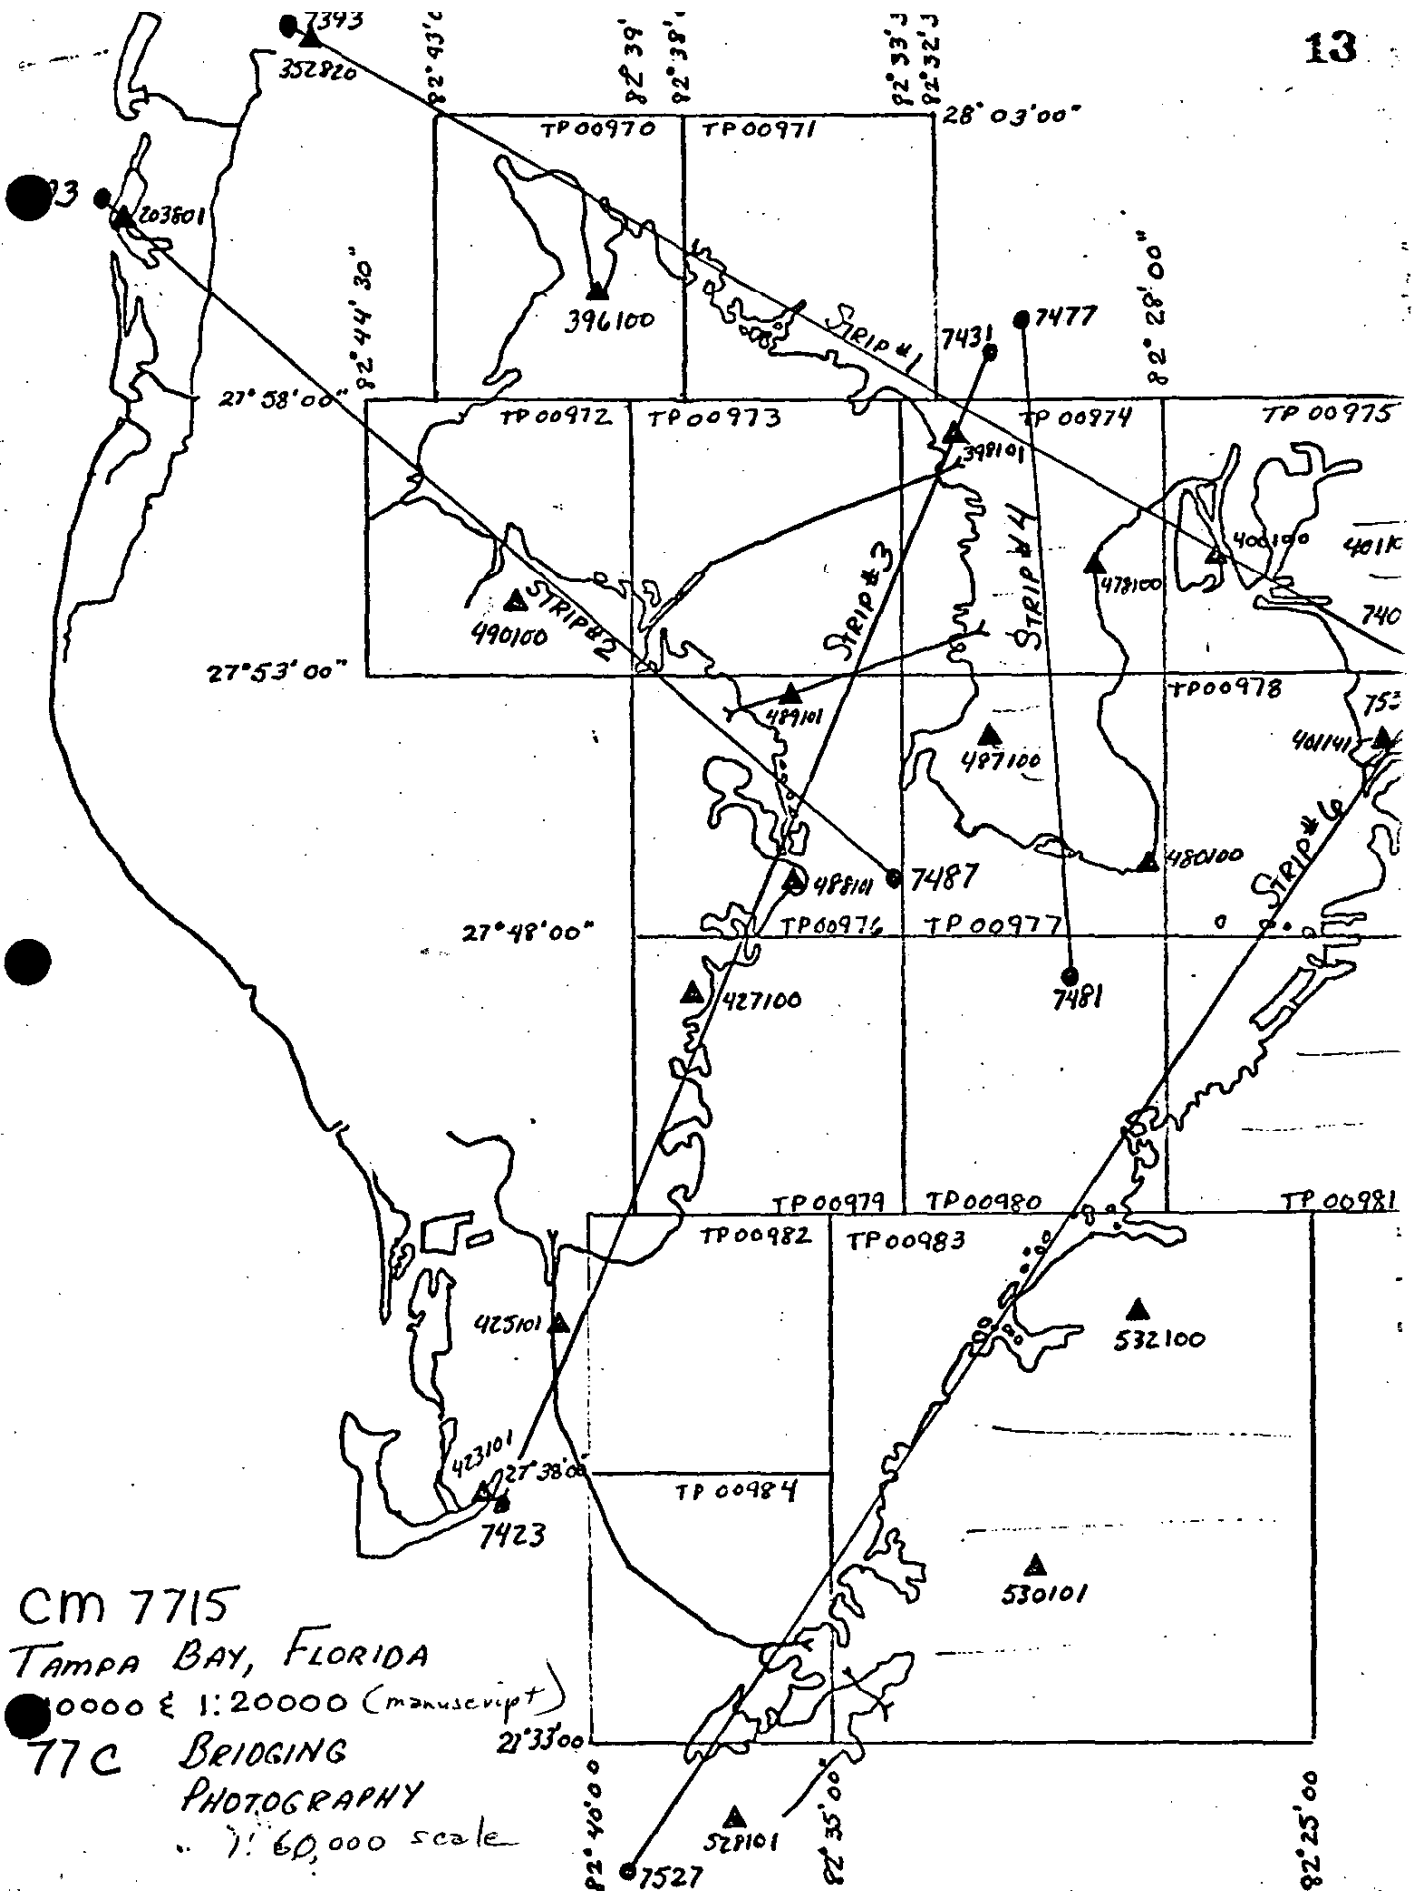 13
7393
352820
82° 39'
82° 38'
28° 03' 00"
TP 00970
TP 00971
203801
82° 44' 30"
396100
STRIP #1
7431
7477
82° 28' 00"
27° 58' 00"
TP 00972
TP 00973
TP 00974
TP 00975
398101
400100
478100
490100
STRIP #2
STRIP #3
STRIP #4
27° 53' 00"
TP 00978
489101
487100
401141
480100
488101
7487
STRIP #6
27° 48' 00"
TP 00976
TP 00977
427100
7481
TP 00979
TP 00980
TP 00981
TP 00982
TP 00983
425101
532100
423101
27° 38' 00"
TP 00984
7423
530101
CM 7715
TAMPA BAY, FLORIDA
0000 & 1:20000 (manuscript)
77C BRIDGING
PHOTOGRAPHY
1:60,000 scale
27° 33' 00
82° 40' 00
528101
82° 35' 00"
82° 25' 00
7527